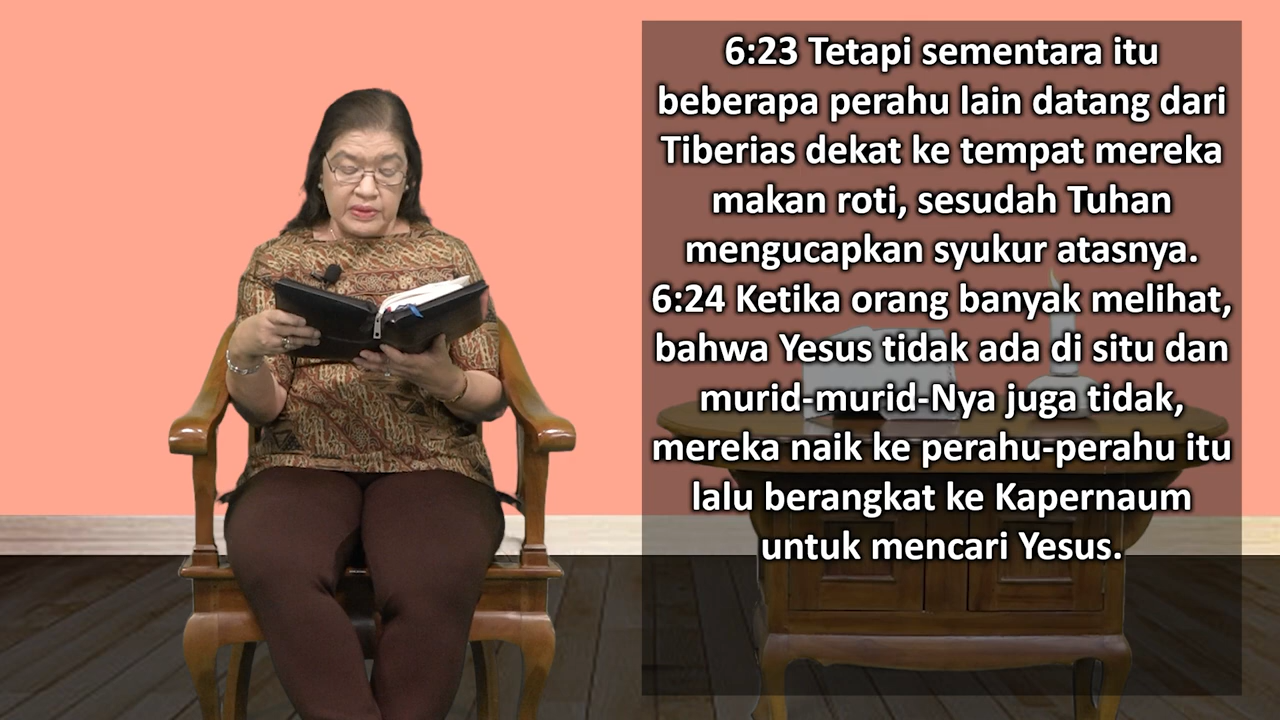 6:23 Tetapi sementara itu
beberapa perahu lain datang dari
Tiberias dekat ke tempat mereka
makan roti, sesudah Tuhan
mengucapkan syukur atasnya.
6:24 Ketika orang banyak melihat,
bahwa Yesus tidak ada di situ dan
murid-murid-Nya juga tidak,
mereka naik ke perahu-perahu itu
lalu berangkat ke Kapernaum
untuk mencari Yesus.